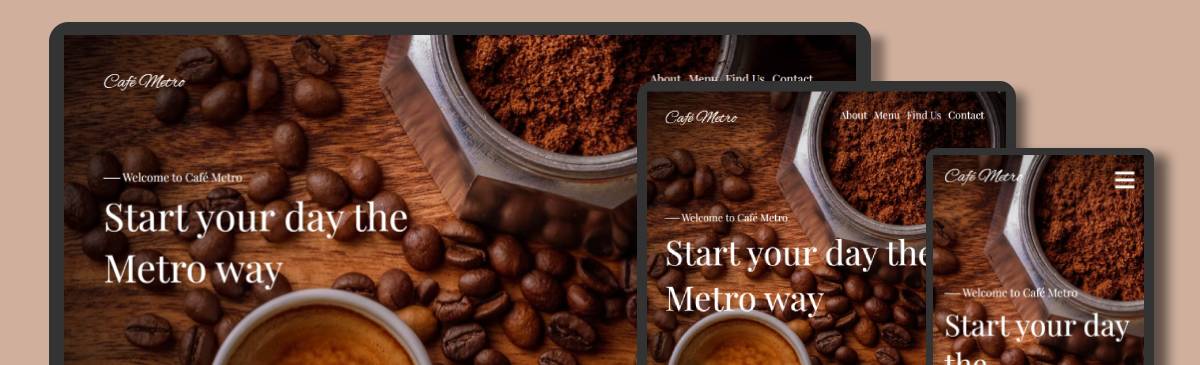 Café Metro
About Menu Find Us Contact
Welcome to Café Metro
Start your day the
Metro way
Café Metro
About Menu Find Us Contact
Welcome to Café Metro
Start your day the
Metro way
Café Metro
Welcome to Café Metro
Start your day
the